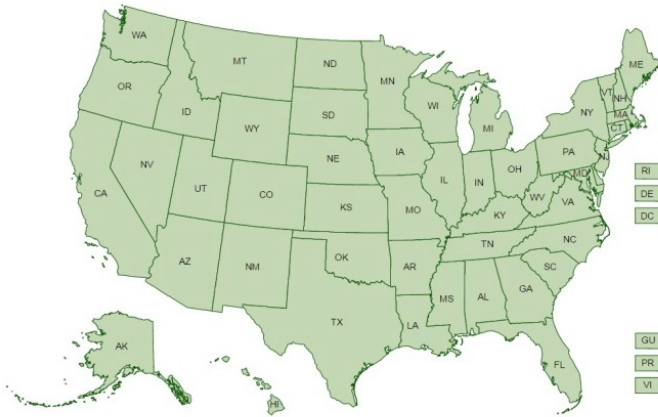 WA
MT
ND
MN
ME
OR
ID
WY
SD
WI
MI
VT
NH
NY
MA
CT
NV
UT
CO
NE
IA
IL
IN
OH
PA
NJ
MD
RI
DE
DC
CA
KS
MO
WV
VA
KY
AZ
NM
OK
AR
TN
NC
SC
TX
LA
MS
AL
GA
FL
AK
HI
GU
PR
VI